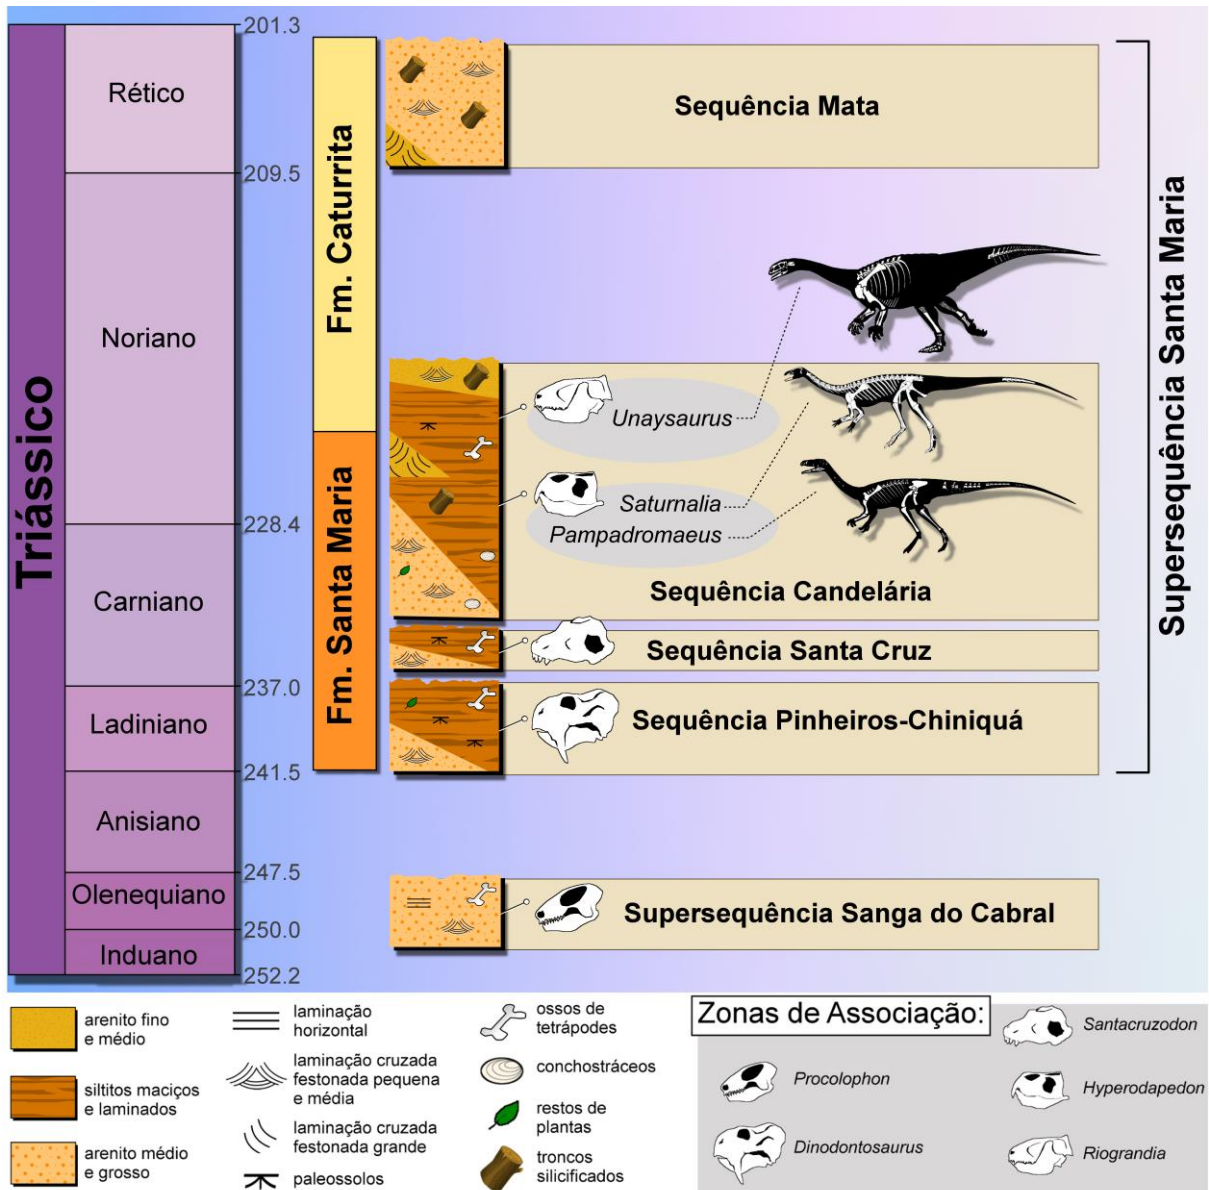 Triássico
Rético
Noriano
Carniano
Ladiniano
Anisiano
Olenequiano
Induano
201.3
209.5
228.4
237.0
241.5
247.5
250.0
252.2
Fm. Caturrita
Fm. Santa Maria
Sequência Mata
Unaysaurus
Saturnalia
Pampadromaeus
Sequência Candelária
Sequência Santa Cruz
Sequência Pinheiros-Chiniquá
Supersequência Sanga do Cabral
Supersequência Santa Maria
arenito fino
e médio
siltitos maciços
e laminados
arenito médio
e grosso
laminação
horizontal
laminação cruzada
festonada pequena
e média
laminação cruzada
festonada grande
paleossolos
ossos de
tetrápodes
conchostráceos
restos de
plantas
troncos
silicificados
Zonas de Associação:
Procolophon
Dinodontosaurus
Santacruzodon
Hyperodapedon
Riograndia